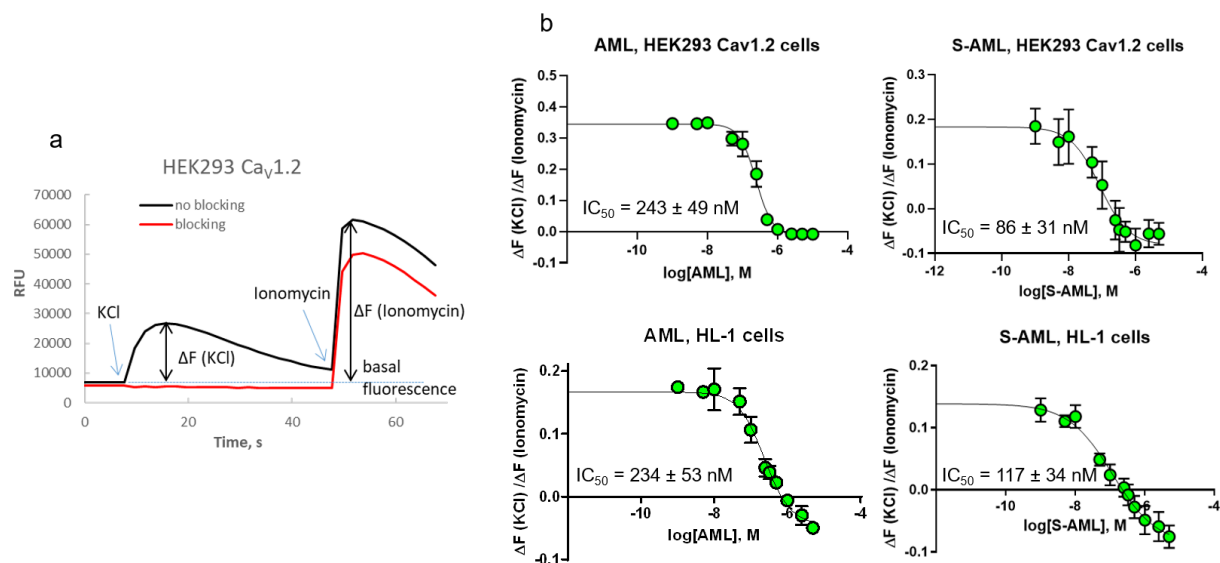 a
HEK293 CaV1.2
70000
60000
50000
40000
30000
20000
10000
0
RFU
no blocking
blocking
KCl
Ionomycin
ΔF (KCl)
ΔF (Ionomycin)
basal
fluorescence
0
20
40
60
Time, s
b
AML, HEK293 Cav1.2 cells
ΔF (KCl) /ΔF (Ionomycin)
0.5
0.4
0.3
0.2
0.1
0.0
-0.1
IC50 = 243 ± 49 nM
-10
-8
-6
-4
log[AML], M
S-AML, HEK293 Cav1.2 cells
ΔF (KCl) /ΔF (Ionomycin)
0.3
0.2
0.1
0.0
-0.1
IC50 = 86 ± 31 nM
-12
-10
-8
-6
-4
log[S-AML], M
AML, HL-1 cells
ΔF (KCl) /ΔF (Ionomycin)
0.2
0.1
0.0
-0.1
IC50 = 234 ± 53 nM
-10
-8
-6
-4
log[AML], M
S-AML, HL-1 cells
ΔF (KCl) /ΔF (Ionomycin)
0.2
0.1
0.0
-0.1
IC50 = 117 ± 34 nM
-10
-8
-6
-4
log[S-AML], M